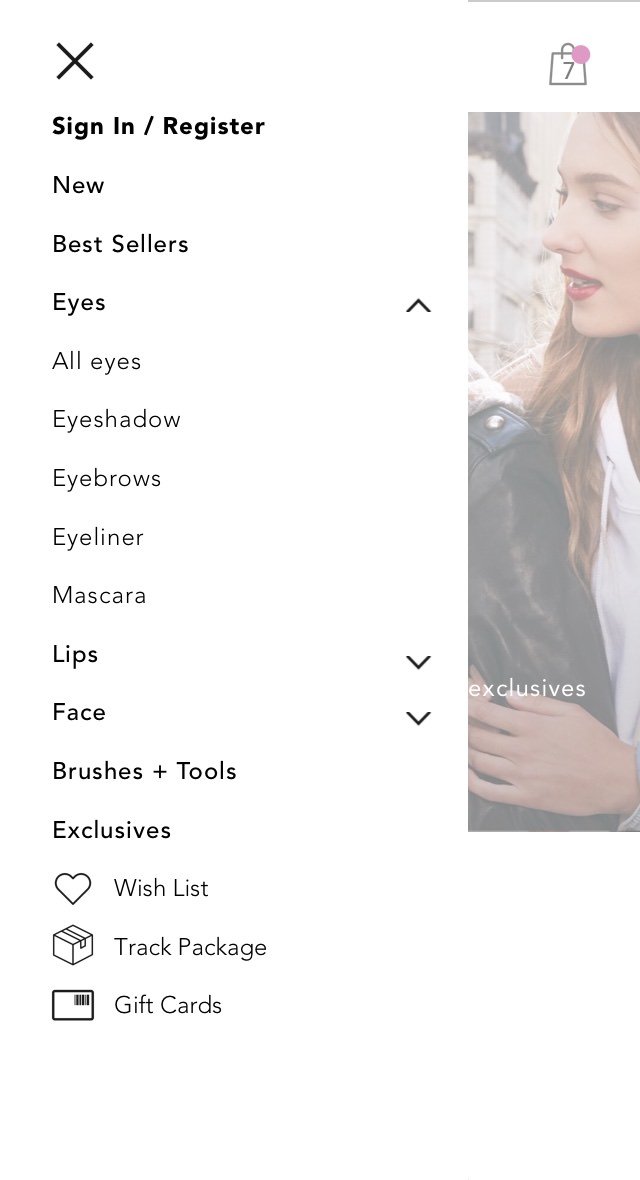 7
Sign In / Register
New
Best Sellers
Eyes
All eyes
Eyeshadow
Eyebrows
Eyeliner
Mascara
Lips
Face
exclusives
Brushes + Tools
Exclusives
Wish List
Track Package
Gift Cards